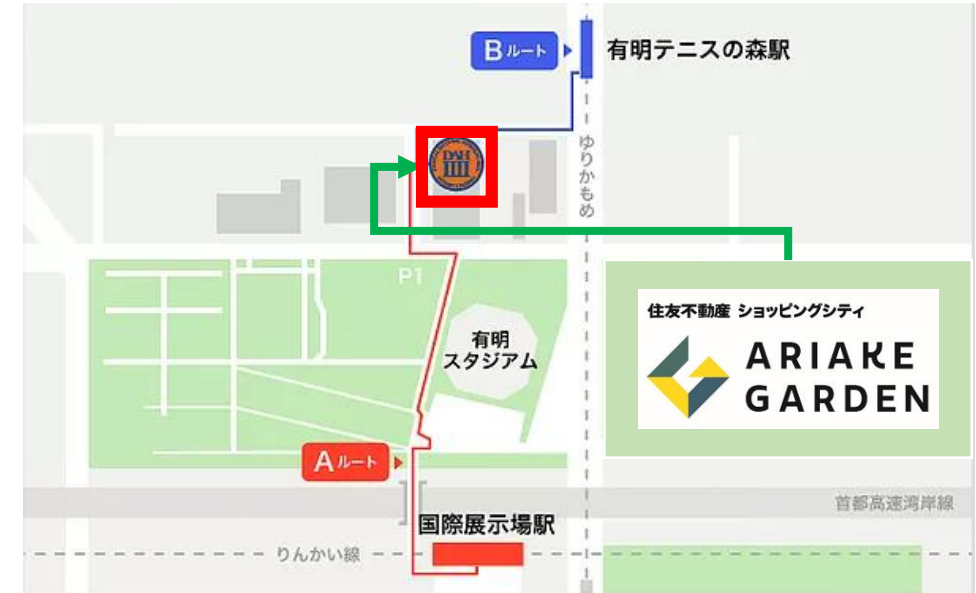 Bルート
有明テニスの森駅
DAH
ゆりかもめ
P1
有明
スタジアム
住友不動産 ショッピングシティ
ARIAKE
GARDEN
Aルート
首都高速湾岸線
国際展示場駅
りんかい線